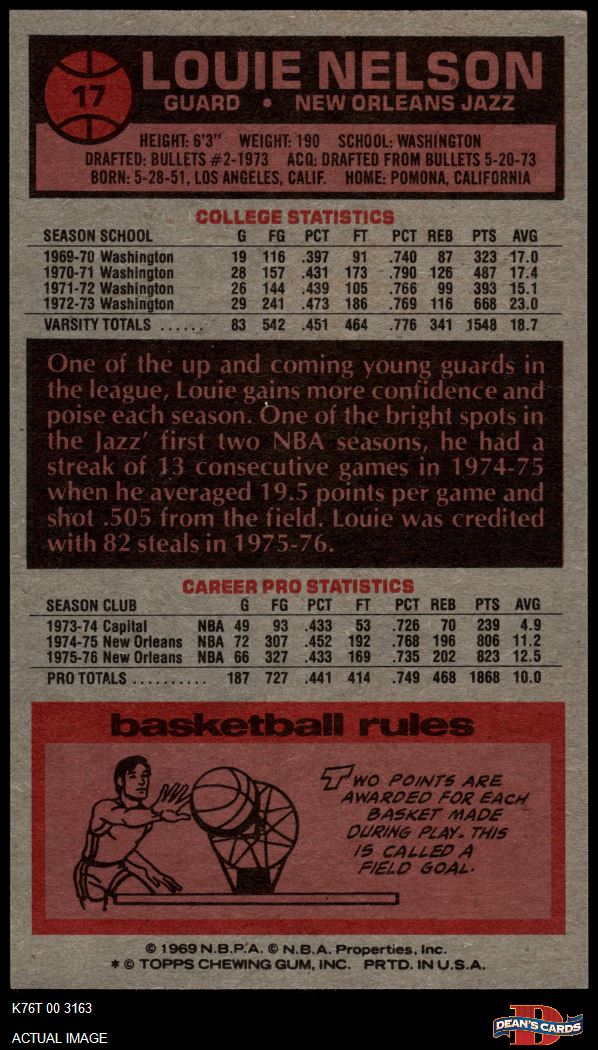 17
LOUIE NELSON
GUARD • NEW ORLEANS JAZZ
HEIGHT: 6'3" WEIGHT: 190 SCHOOL: WASHINGTON
DRAFTED: BULLETS #2-1973 ACQ: DRAFTED FROM BULLETS 5-20-73
BORN: 5-28-51, LOS ANGELES, CALIF. HOME: POMONA, CALIFORNIA
COLLEGE STATISTICS
SEASON SCHOOL G FG PCT FT PCT REB PTS AVG
1969-70 Washington 19 116 .397 91 .740 87 323 17.0
1970-71 Washington 28 157 .431 173 .790 126 487 17.4
1971-72 Washington 26 144 .439 105 .766 99 393 15.1
1972-73 Washington 29 241 .473 186 .769 116 668 23.0
VARSITY TOTALS ...... 83 542 .451 464 .776 341 1548 18.7
One of the up and coming young guards in
the league, Louie gains more confidence and
poise each season. One of the bright spots in
the Jazz' first two NBA seasons, he had a
streak of 13 consecutive games in 1974-75
when he averaged 19.5 points per game and
shot .505 from the field. Louie was credited
with 82 steals in 1975-76.
CAREER PRO STATISTICS
SEASON CLUB G FG PCT FT PCT REB PTS AVG
1973-74 Capital NBA 49 93 .433 53 .726 70 239 4.9
1974-75 New Orleans NBA 72 307 .452 192 .768 196 806 11.2
1975-76 New Orleans NBA 66 327 .433 169 .735 202 823 12.5
PRO TOTALS .......... 187 727 .441 414 .749 468 1868 10.0
basketball rules
TWO POINTS ARE
AWARDED FOR EACH
BASKET MADE
DURING PLAY. THIS
IS CALLED A
FIELD GOAL.
© 1969 N.B.P.A. © N.B.A. Properties, Inc.
* © TOPPS CHEWING GUM, INC. PRTD. IN U.S.A.
K76T 00 3163
ACTUAL IMAGE
D
DEAN'S CARDS